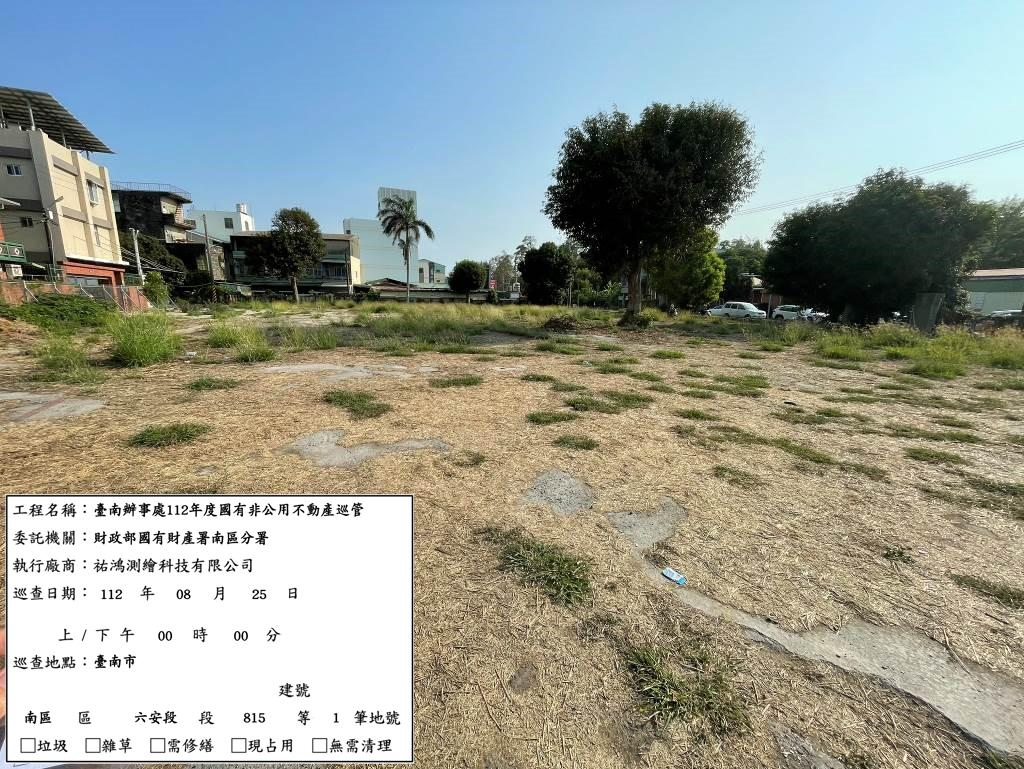 工程名稱：臺南辦事處112年度國有非公用不動產巡管
委託機關：財政部國有財產署南區分署
執行廠商：祐鴻測繪科技有限公司
巡查日期： 112 年 08 月 25 日
上 / 下 午 00 時 00 分
巡查地點：臺南市
建號
南區 區 六安段 段 815 等 1 筆地號
□垃圾 □雜草 □需修繕 □現占用 □無需清理